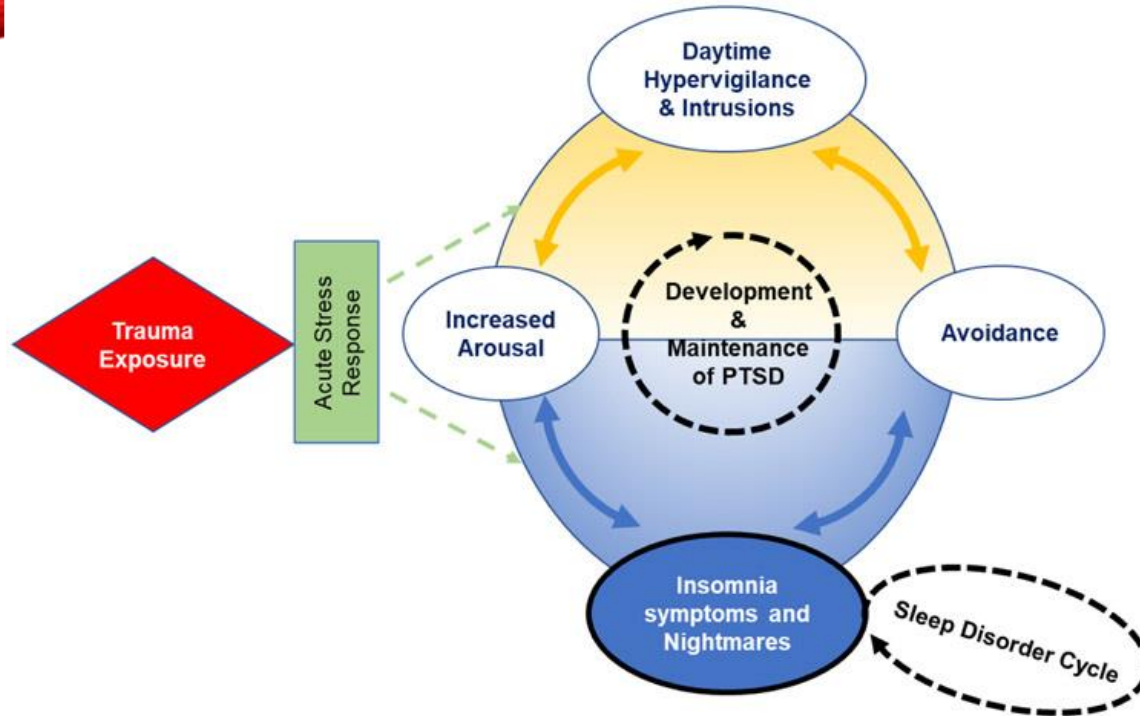 Daytime
Hypervigilance
& Intrusions
Trauma
Exposure
Acute Stress
Response
Increased
Arousal
Development
&
Maintenance
of PTSD
Avoidance
Insomnia
symptoms and
Nightmares
Sleep Disorder Cycle